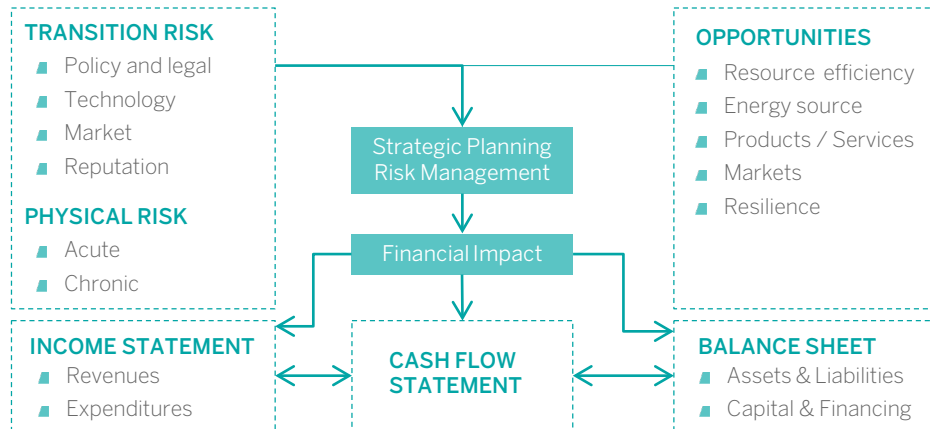 TRANSITION RISK
Policy and legal
Technology
Market
Reputation
PHYSICAL RISK
Acute
Chronic
OPPORTUNITIES
Resource efficiency
Energy source
Products / Services
Markets
Resilience
Strategic Planning
Risk Management
Financial Impact
INCOME STATEMENT
Revenues
Expenditures
CASH FLOW
STATEMENT
BALANCE SHEET
Assets & Liabilities
Capital & Financing